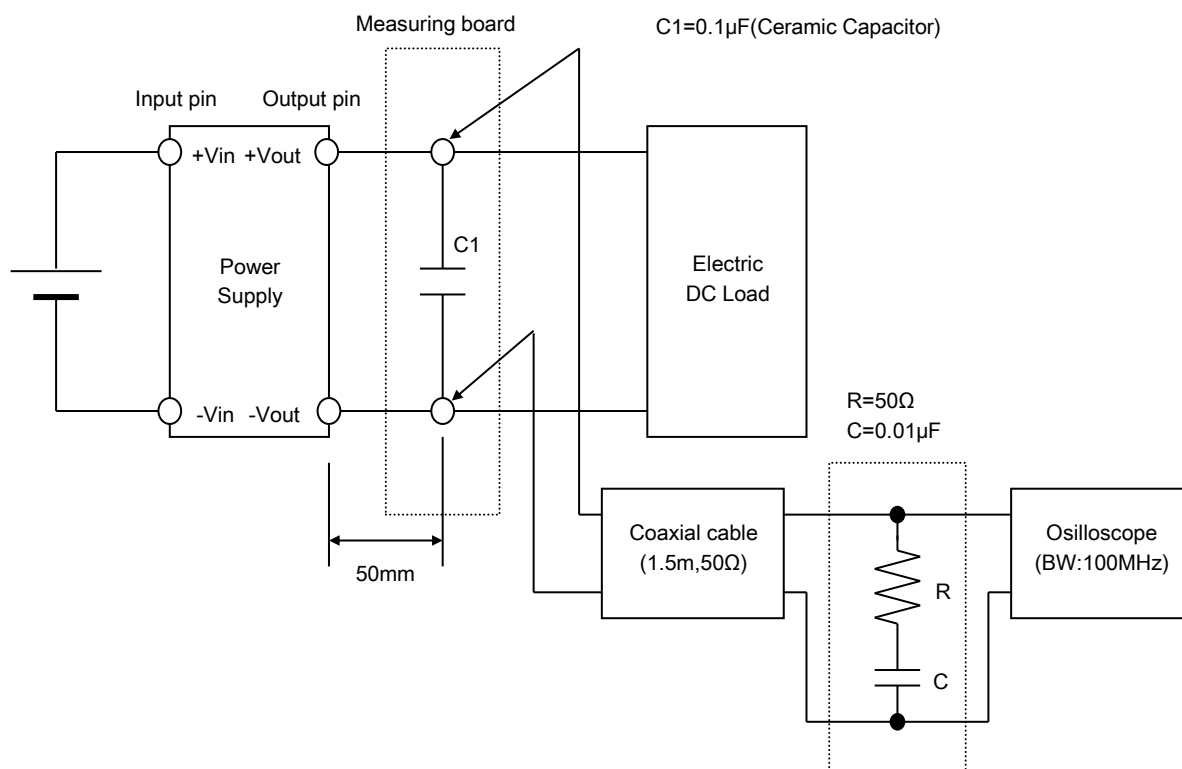 Measuring board
C1=0.1µF(Ceramic Capacitor)
Input pin
Output pin
+Vin
+Vout
C1
Power
Supply
Electric
DC Load
-Vin
-Vout
R=50Ω
C=0.01µF
50mm
Coaxial cable
(1.5m,50Ω)
R
C
Osilloscope
(BW:100MHz)